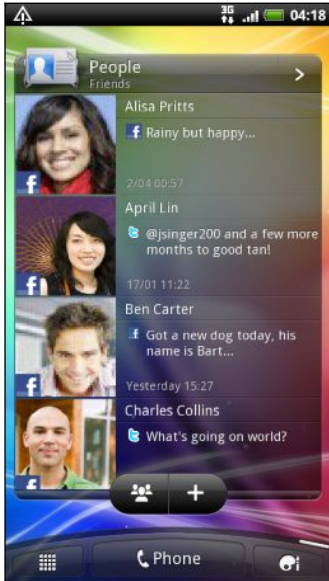 3G
04:18
People
Friends
Alisa Pritts
Rainy but happy...
2/04 00:57
April Lin
@jsinger200 and a few more
months to good tan!
17/01 11:22
Ben Carter
Got a new dog today, his
name is Bart...
Yesterday 15:27
Charles Collins
What's going on world?
Phone